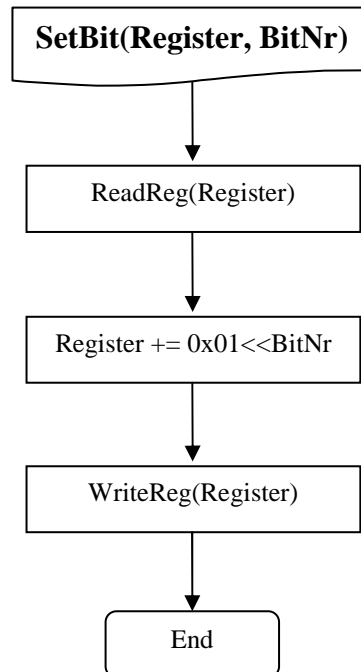 SetBit(Register, BitNr)
ReadReg(Register)
Register += 0x01<<BitNr
WriteReg(Register)
End